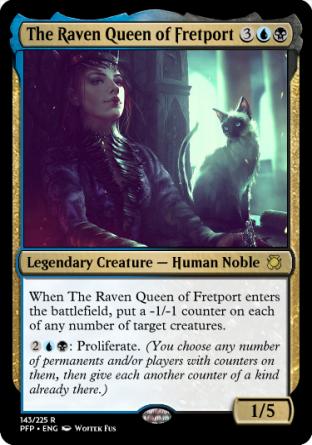 The Raven Queen of Fretport 3
Legendary Creature — Human Noble
When The Raven Queen of Fretport enters
the battlefield, put a -1/-1 counter on each
of any number of target creatures.
2: Proliferate. (You choose any number
of permanents and/or players with counters on
them, then give each another counter of a kind
already there.)
1/5
143/225 R
PFP • ENG Wojtek Fus